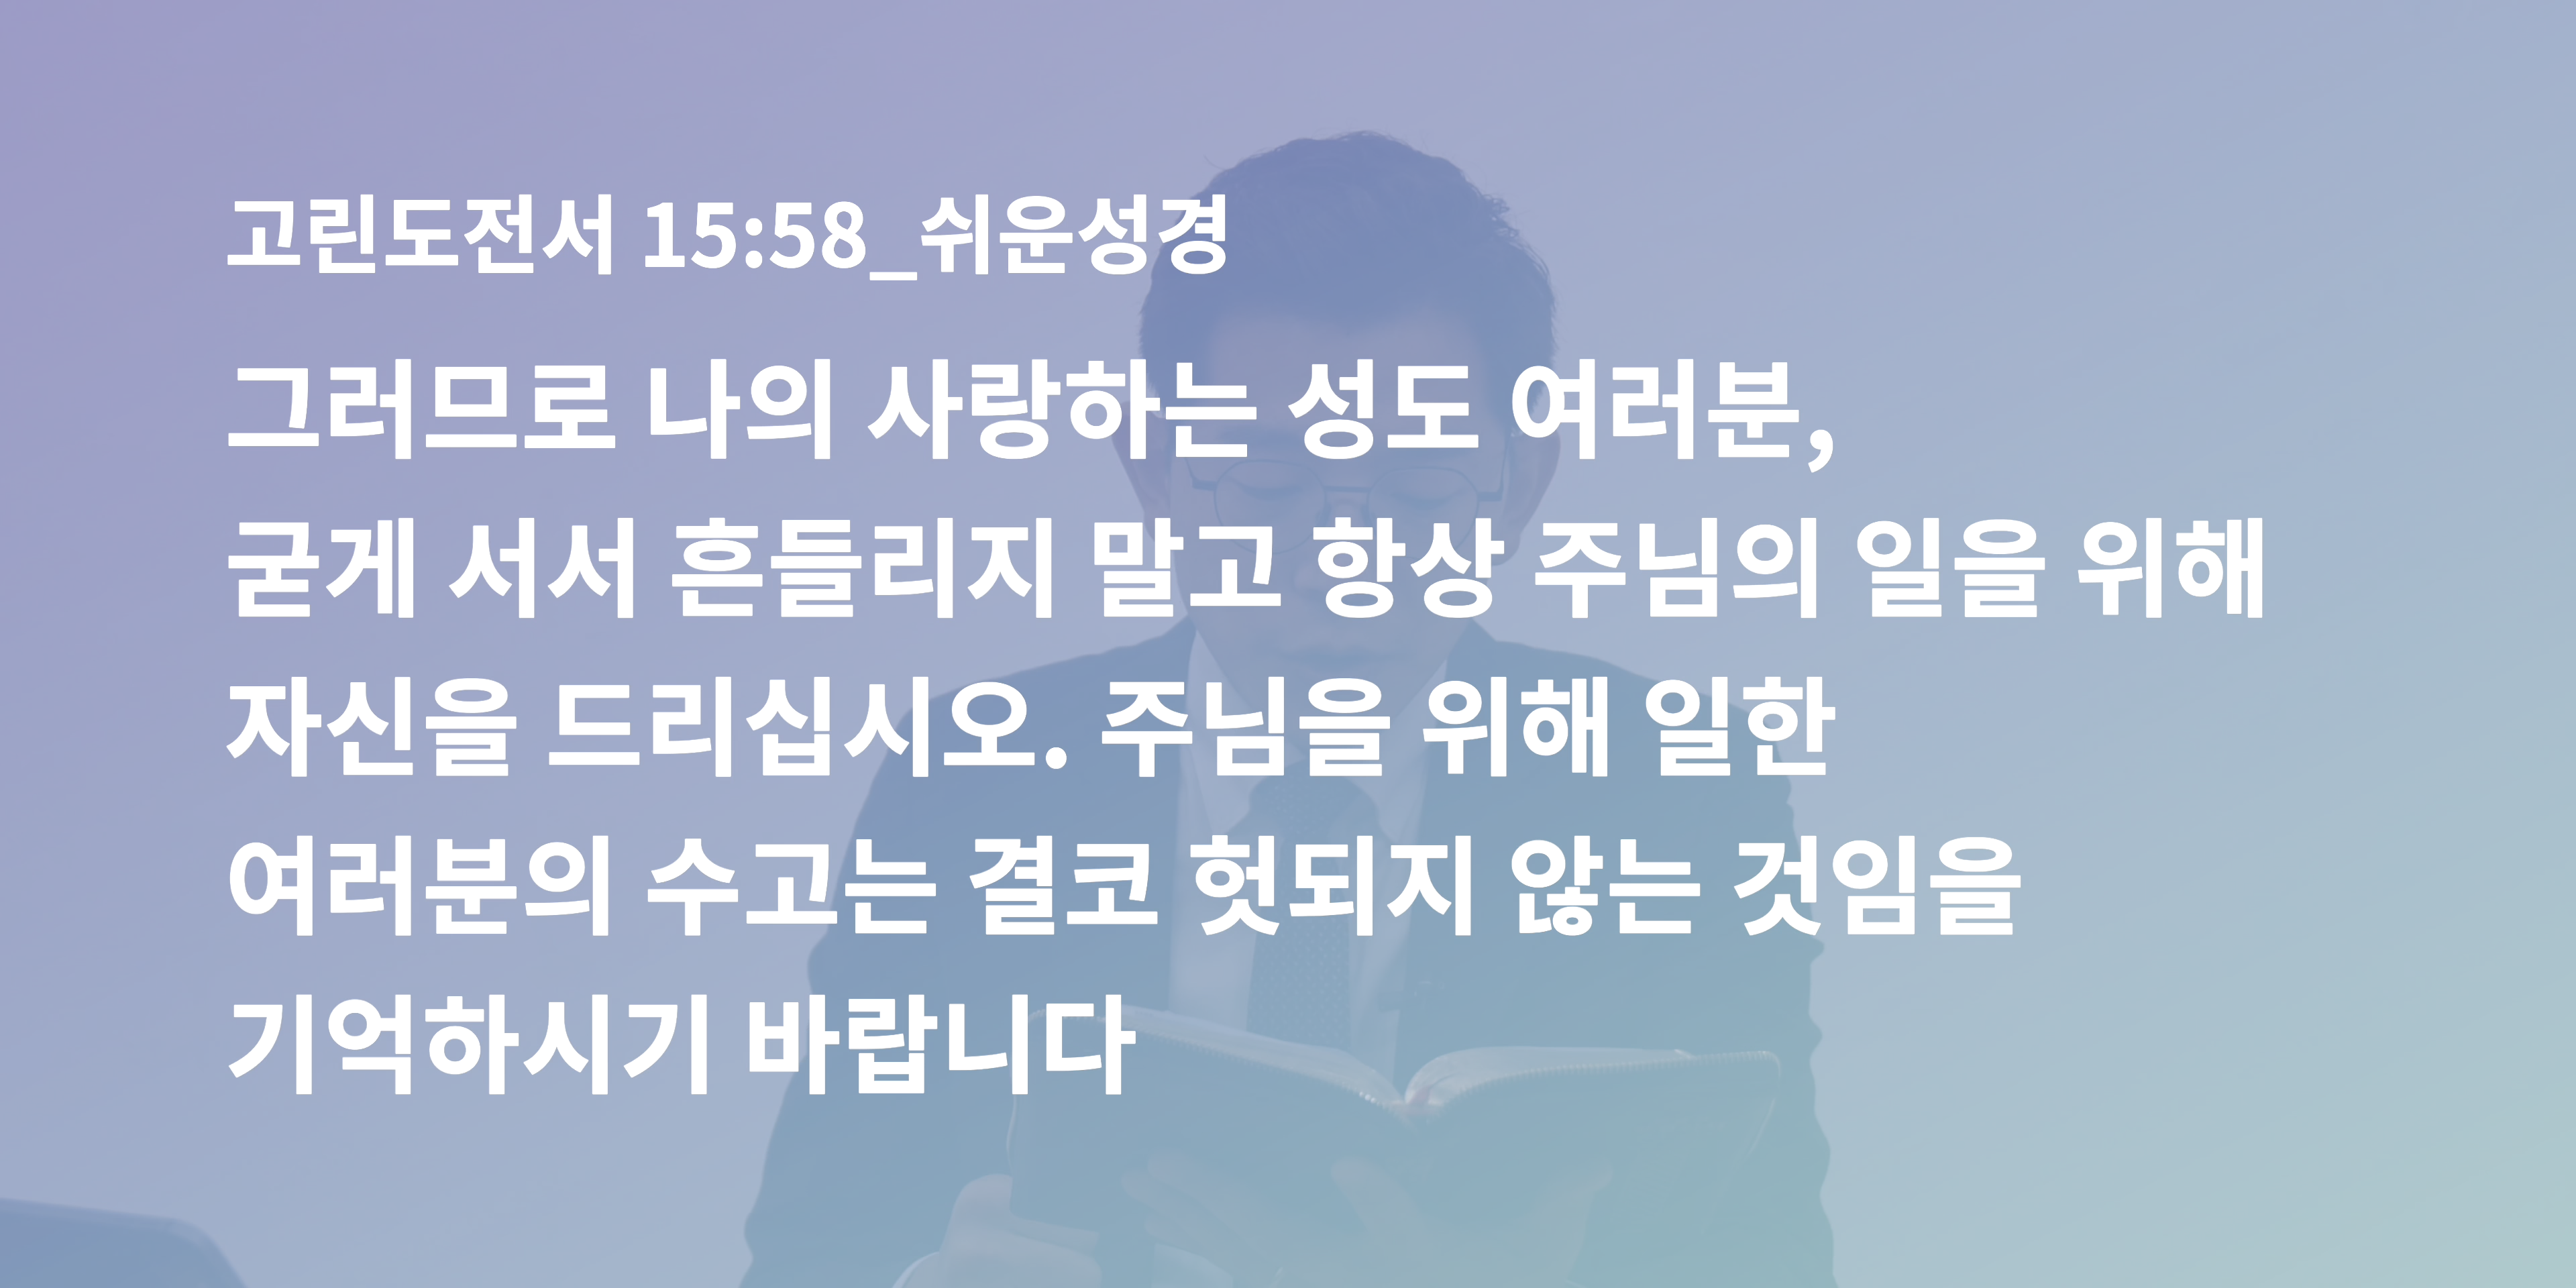 고린도전서 15:58_쉬운성경
그러므로 나의 사랑하는 성도 여러분,
굳게 서서 흔들리지 말고 항상 주님의 일을 위해
자신을 드리십시오. 주님을 위해 일한
여러분의 수고는 결코 헛되지 않는 것임을
기억하시기 바랍니다